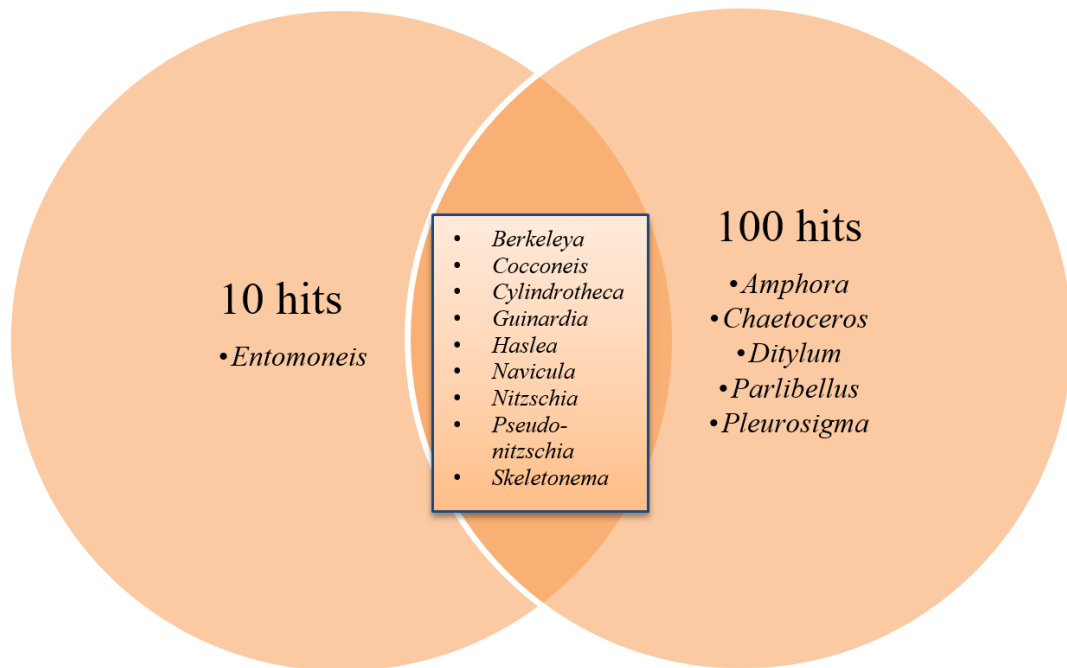 10 hits
•Entomoneis
• Berkeleya
• Cocconeis
• Cylindrotheca
• Guinardia
• Haslea
• Navicula
• Nitzschia
• Pseudo-
nitzschia
• Skeletonema
100 hits
•Amphora
•Chaetoceros
•Ditylum
•Parlibellus
•Pleurosigma